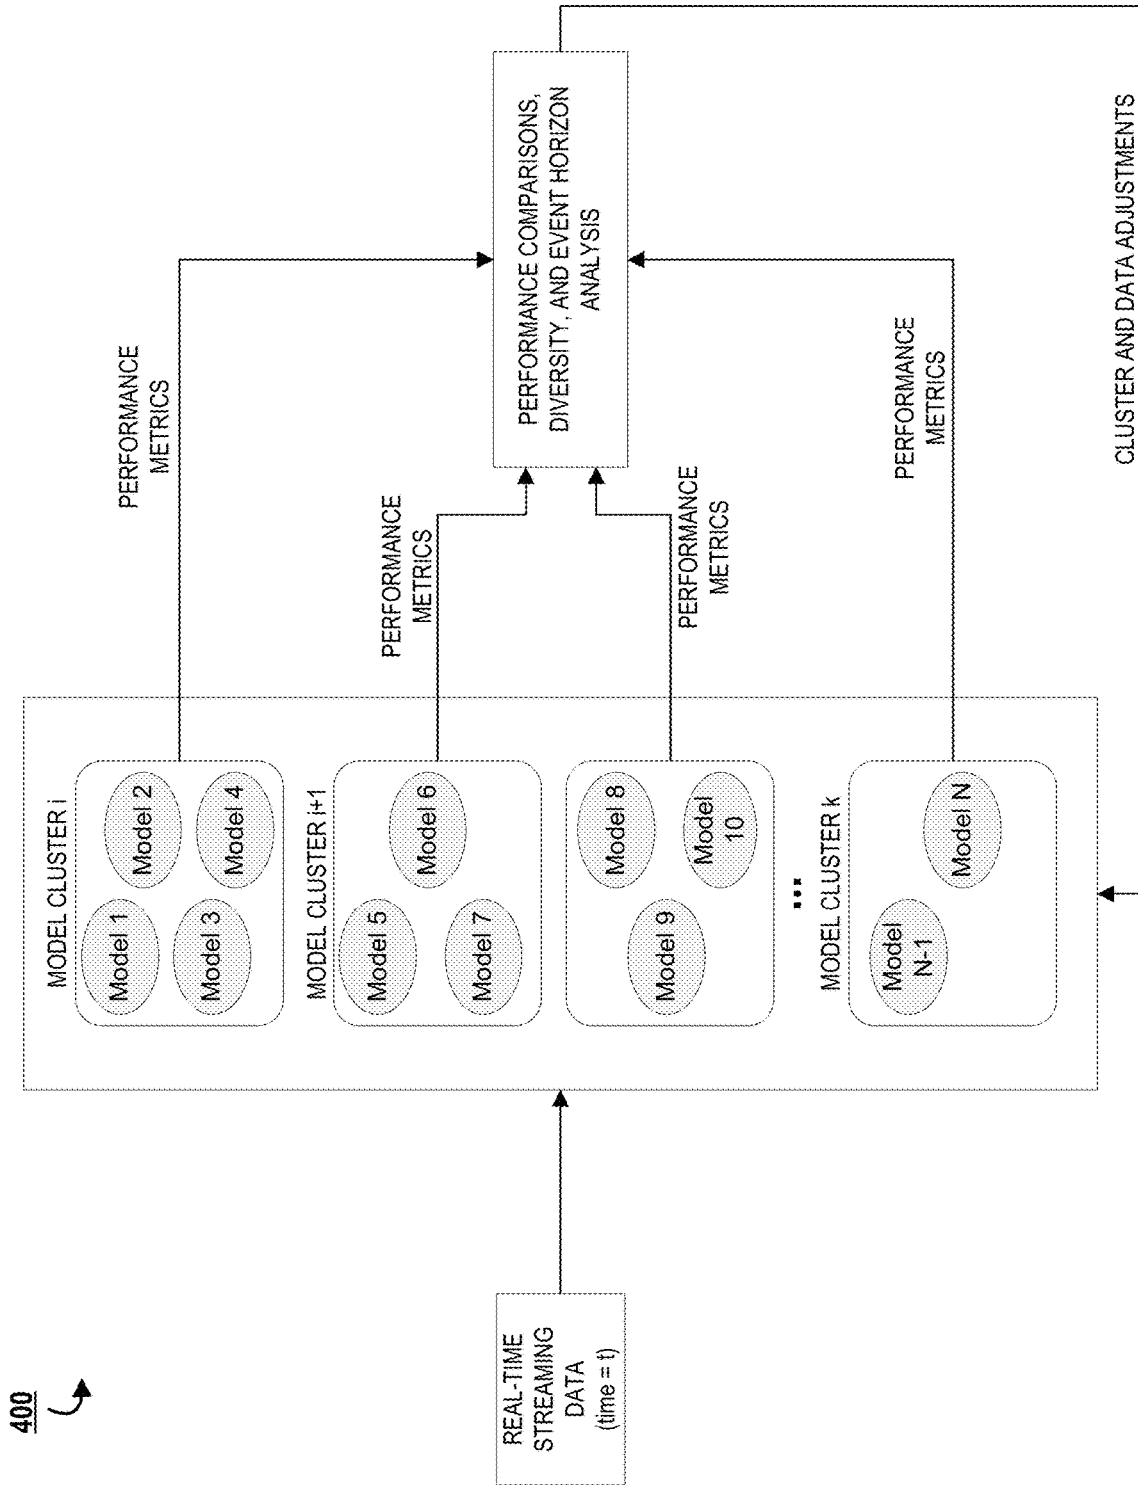 400
REAL-TIME
STREAMING
DATA
(time = t)
MODEL CLUSTER i
Model 1
Model 2
Model 3
Model 4
MODEL CLUSTER i+1
Model 5
Model 6
Model 7
Model 8
Model 9
Model
10
...
MODEL CLUSTER k
Model
N-1
Model N
PERFORMANCE
METRICS
PERFORMANCE
METRICS
PERFORMANCE
METRICS
PERFORMANCE
METRICS
PERFORMANCE COMPARISONS,
DIVERSITY, AND EVENT HORIZON
ANALYSIS
CLUSTER AND DATA ADJUSTMENTS